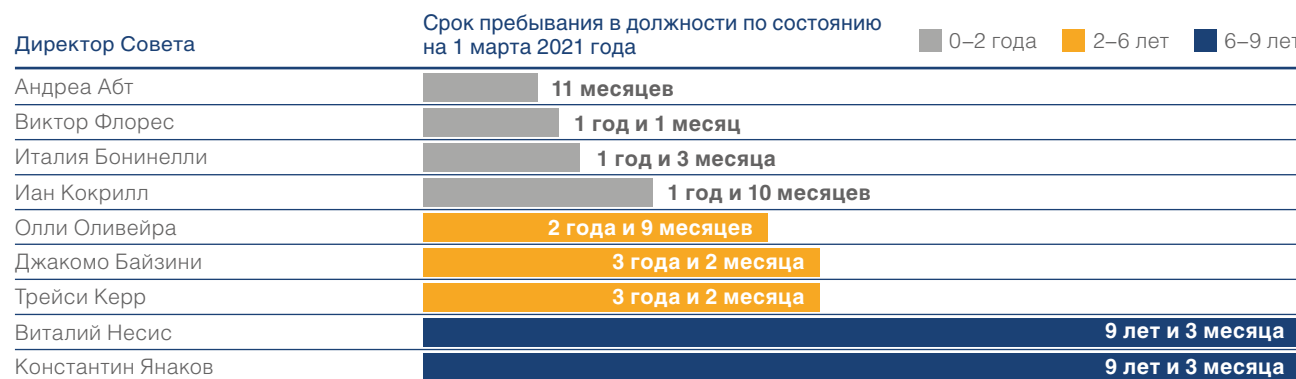 Директор Совета
Срок пребывания в должности по состоянию
на 1 марта 2021 года
0–2 года 2–6 лет 6–9 лет
Андреа Абт 11 месяцев
Виктор Флорес 1 год и 1 месяц
Италия Бонинелли 1 год и 3 месяца
Иан Кокрилл 1 год и 10 месяцев
Олли Оливейра 2 года и 9 месяцев
Джакомо Байзини 3 года и 2 месяца
Трейси Керр 3 года и 2 месяца
Виталий Несис 9 лет и 3 месяца
Константин Янаков 9 лет и 3 месяца